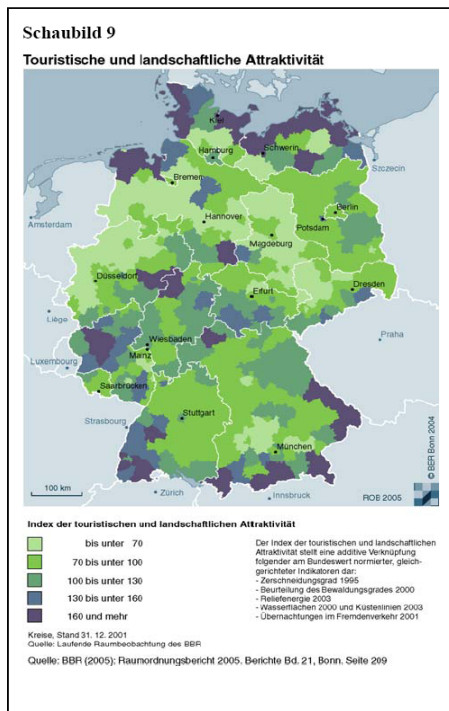 Schaubild 9
Touristische und landschaftliche Attraktivität
Kiel
Hamburg
Schwerin
Szczecin
Bremen
Amsterdam
Hannover
Berlin
Potsdam
Magdeburg
Düsseldorf
Erfurt
Dresden
Liège
Wiesbaden
Mainz
Praha
Luxembourg
Saarbrücken
Strasbourg
Stuttgart
München
Zürich
Innsbruck
100 km
ROB 2005
© BBR Bonn 2004
Index der touristischen und landschaftlichen Attraktivität
bis unter 70
70 bis unter 100
100 bis unter 130
130 bis unter 160
160 und mehr
Der Index der touristischen und landschaftlichen
Attraktivität stellt eine additive Verknüpfung
folgender am Bundeswert normierter, gleich-
gerichteter Indikatoren dar:
- Zerschneidungsgrad 1995
- Beurteilung des Bewaldungsgrades 2000
- Reliefenergie 2003
- Wasserflächen 2000 und Küstenlinien 2003
- Übernachtungen im Fremdenverkehr 2001
Kreise, Stand 31. 12. 2001
Quelle: Laufende Raumbeobachtung des BBR
Quelle: BBR (2005): Raumordnungsbericht 2005. Berichte Bd. 21, Bonn. Seite 209